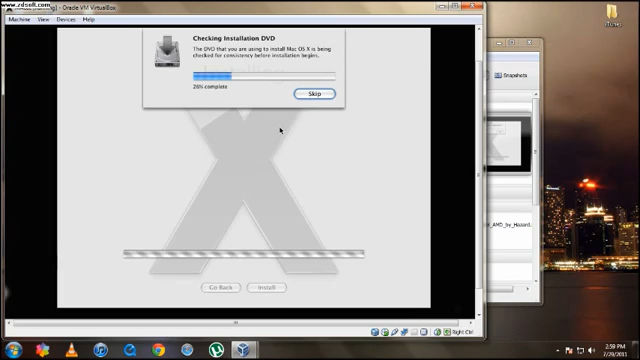 www.zdsoft.com
Oracle VM VirtualBox
Machine View Devices Help
Checking Installation DVD
The DVD that you are using to install Mac OS X is being
checked for consistency before installation begins.
26% complete
Skip
Go Back
Install
Snapshots
_AMD_by_Hazard...
Right Ctrl
2:59 PM
7/29/2011